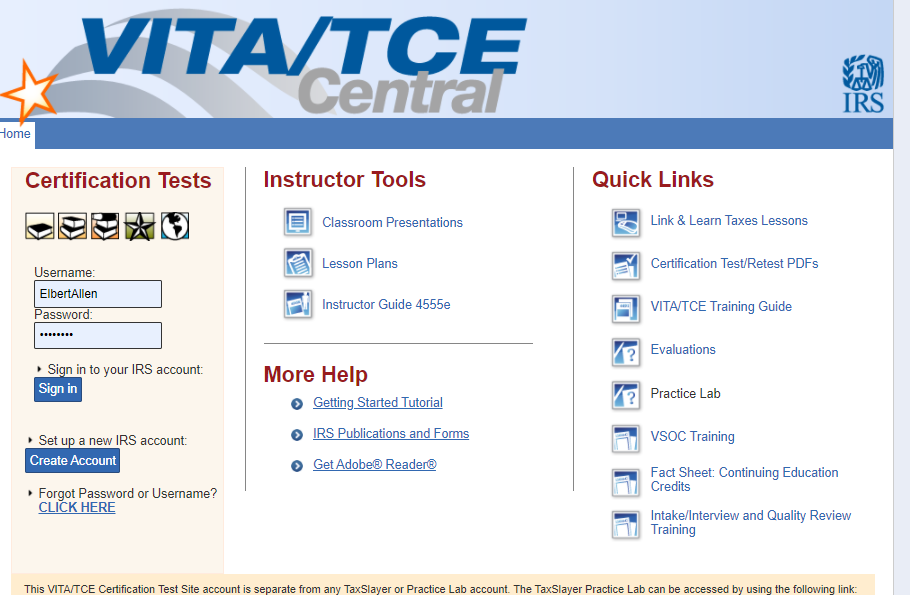 VITA/TCE
Central
IRS
Home
Certification Tests
Username:
ElbertAllen
Password:
••••••••
Sign in to your IRS account:
Sign in
Set up a new IRS account:
Create Account
Forgot Password or Username?
CLICK HERE
Instructor Tools
Classroom Presentations
Lesson Plans
Instructor Guide 4555e
More Help
Getting Started Tutorial
IRS Publications and Forms
Get Adobe® Reader®
Quick Links
Link & Learn Taxes Lessons
Certification Test/Retest PDFs
VITA/TCE Training Guide
Evaluations
Practice Lab
VSOC Training
Fact Sheet: Continuing Education
Credits
Intake/Interview and Quality Review
Training
This VITA/TCE Certification Test Site account is separate from any TaxSlayer or Practice Lab account. The TaxSlayer Practice Lab can be accessed by using the following link: